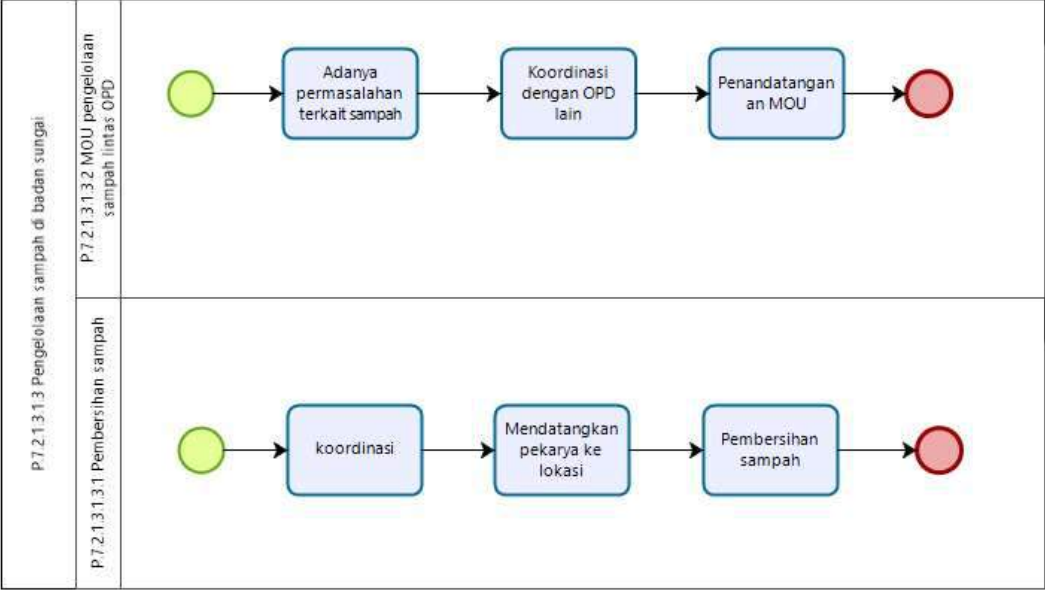 P.7.2.1.3.1.3 Pengelolaan sampah di badan sungai
P.7.2.1.3.1.3.2 MOU pengelolaan
sampah lintas OPD
Adanya
permasalahan
terkait sampah
Koordinasi
dengan OPD
lain
Penandatangan
an MOU
P.7.2.1.3.1.3.1 Pembersihan sampah
koordinasi
Mendatangkan
pekarya ke
lokasi
Pembersihan
sampah